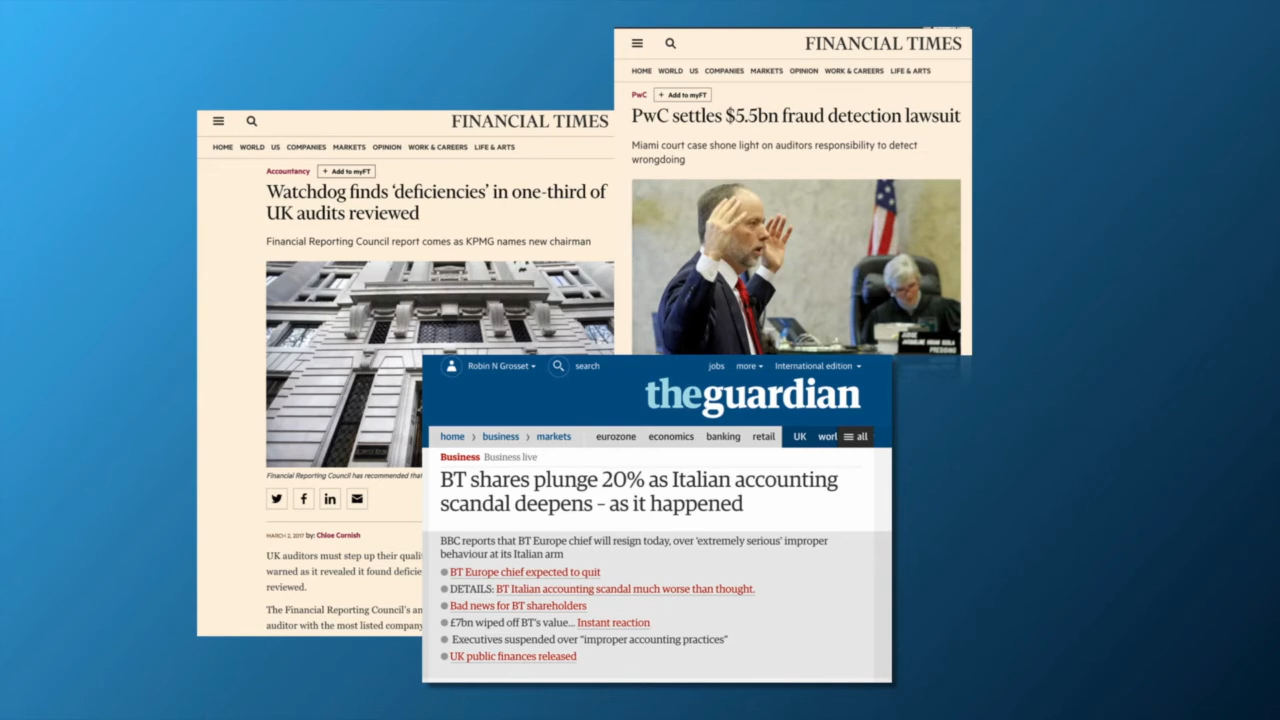 FINANCIAL TIMES
HOME WORLD US COMPANIES MARKETS OPINION WORK & CAREERS LIFE & ARTS
Accountancy + Add to myFT
Watchdog finds ‘deficiencies’ in one-third of
UK audits reviewed
Financial Reporting Council report comes as KPMG names new chairman
Financial Reporting Council has recommended that
MARCH 2, 2017 by: Chloe Cornish
UK auditors must step up their quali
warned as it revealed it found deficie
reviewed.
The Financial Reporting Council's an
auditor with the most listed company
FINANCIAL TIMES
HOME WORLD US COMPANIES MARKETS OPINION WORK & CAREERS LIFE & ARTS
PwC + Add to myFT
PwC settles $5.5bn fraud detection lawsuit
Miami court case shone light on auditors responsibility to detect
wrongdoing
JUDGE
PRESIDING
Robin N Grosset search jobs more International edition
theguardian
home > business > markets eurozone economics banking retail UK worl all
Business Business live
BT shares plunge 20% as Italian accounting
scandal deepens – as it happened
BBC reports that BT Europe chief will resign today, over ‘extremely serious’ improper
behaviour at its Italian arm
BT Europe chief expected to quit
DETAILS: BT Italian accounting scandal much worse than thought.
Bad news for BT shareholders
£7bn wiped off BT's value... Instant reaction
Executives suspended over “improper accounting practices”
UK public finances released